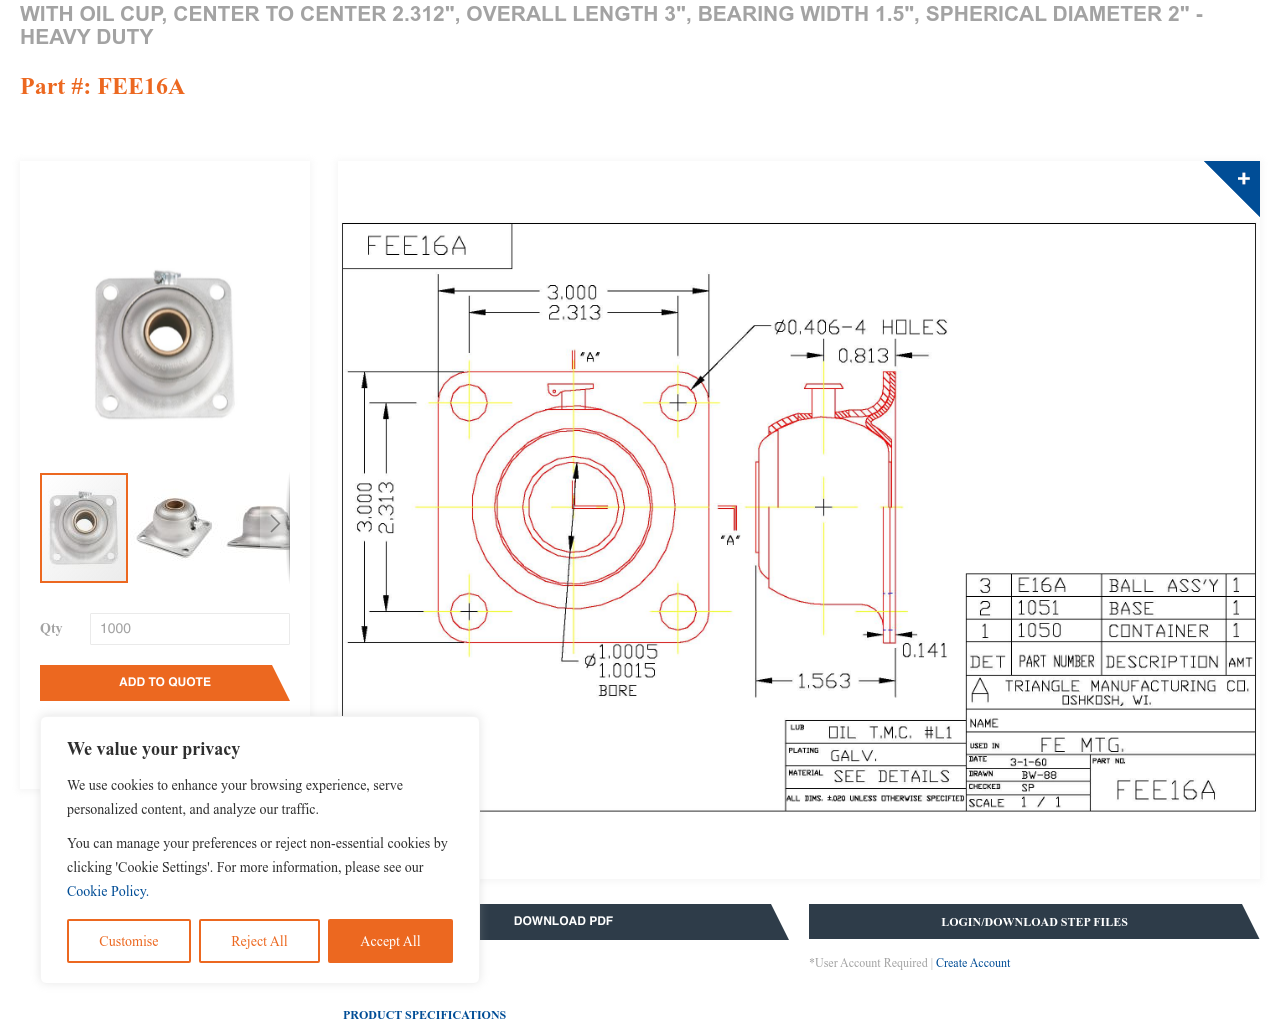 WITH OIL CUP, CENTER TO CENTER 2.312", OVERALL LENGTH 3", BEARING WIDTH 1.5", SPHERICAL DIAMETER 2" -
HEAVY DUTY
Part #: FEE16A
+
FEE16A
3.000
2.313
Ø0.406-4 HOLES
"A"
0.813
3.000
2.313
"A"
0.141
Ø1.0005
1.0015
BORE
1.563
3 E16A BALL ASS'Y 1
2 1051 BASE 1
1 1050 CONTAINER 1
DET PART NUMBER DESCRIPTION AMT
A TRIANGLE MANUFACTURING CO.
OSHKOSH, WI.
LUB OIL T.M.C. #L1
PLATING GALV.
MATERIAL SEE DETAILS
ALL DIMS. ±.020 UNLESS OTHERWISE SPECIFIED
NAME
USED IN FE MTG.
DATE 3-1-60
DRAWN BW-88
CHECKED SP
SCALE 1 / 1
PART NO.
FEE16A
Qty 1000
ADD TO QUOTE
We value your privacy
We use cookies to enhance your browsing experience, serve
personalized content, and analyze our traffic.
You can manage your preferences or reject non-essential cookies by
clicking 'Cookie Settings'. For more information, please see our
Cookie Policy.
Customise Reject All Accept All
DOWNLOAD PDF
LOGIN/DOWNLOAD STEP FILES
*User Account Required | Create Account
PRODUCT SPECIFICATIONS